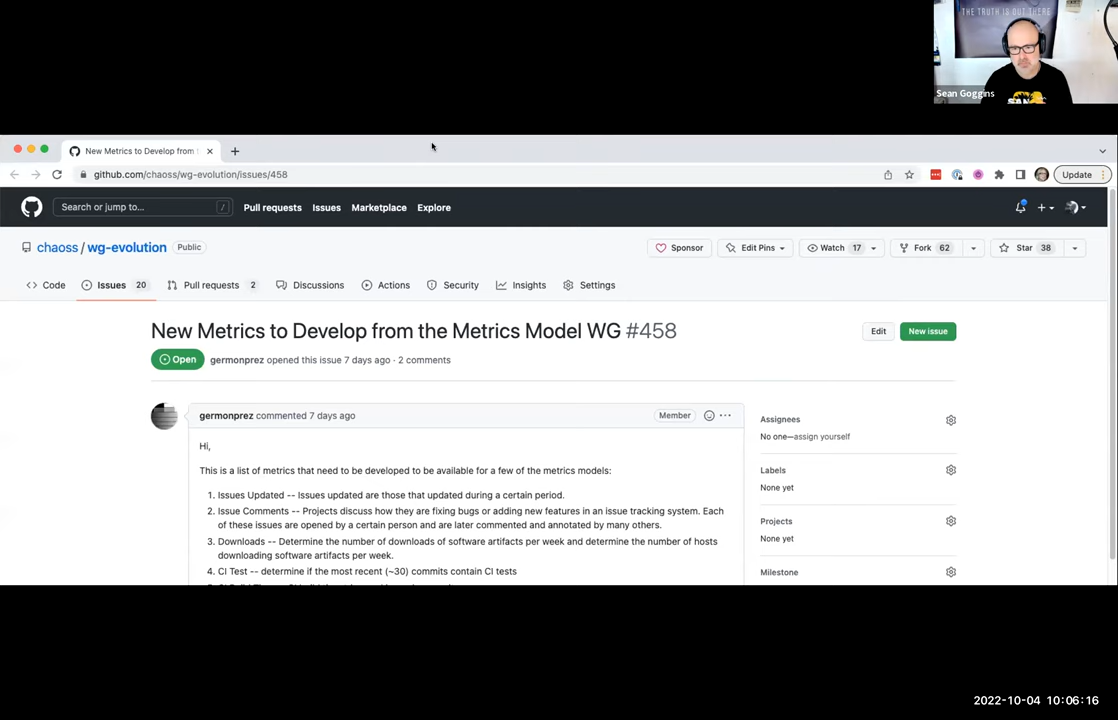 THE TRUTH IS OUT THERE
Sean Goggins
New Metrics to Develop from
github.com/chaoss/wg-evolution/issues/458
Update
Search or jump to...
/
Pull requests
Issues
Marketplace
Explore
chaoss / wg-evolution
Public
Sponsor
Edit Pins
Watch 17
Fork 62
Star 38
Code
Issues 20
Pull requests 2
Discussions
Actions
Security
Insights
Settings
New Metrics to Develop from the Metrics Model WG #458
Edit
New issue
Open
germonprez opened this issue 7 days ago · 2 comments
germonprez commented 7 days ago
Member
Hi,
This is a list of metrics that need to be developed to be available for a few of the metrics models:
1. Issues Updated -- Issues updated are those that updated during a certain period.
2. Issue Comments -- Projects discuss how they are fixing bugs or adding new features in an issue tracking system. Each
of these issues are opened by a certain person and are later commented and annotated by many others.
3. Downloads -- Determine the number of downloads of software artifacts per week and determine the number of hosts
downloading software artifacts per week.
4. CI Test -- determine if the most recent (~30) commits contain CI tests
Assignees
No one—assign yourself
Labels
None yet
Projects
None yet
Milestone
2022-10-04 10:06:16